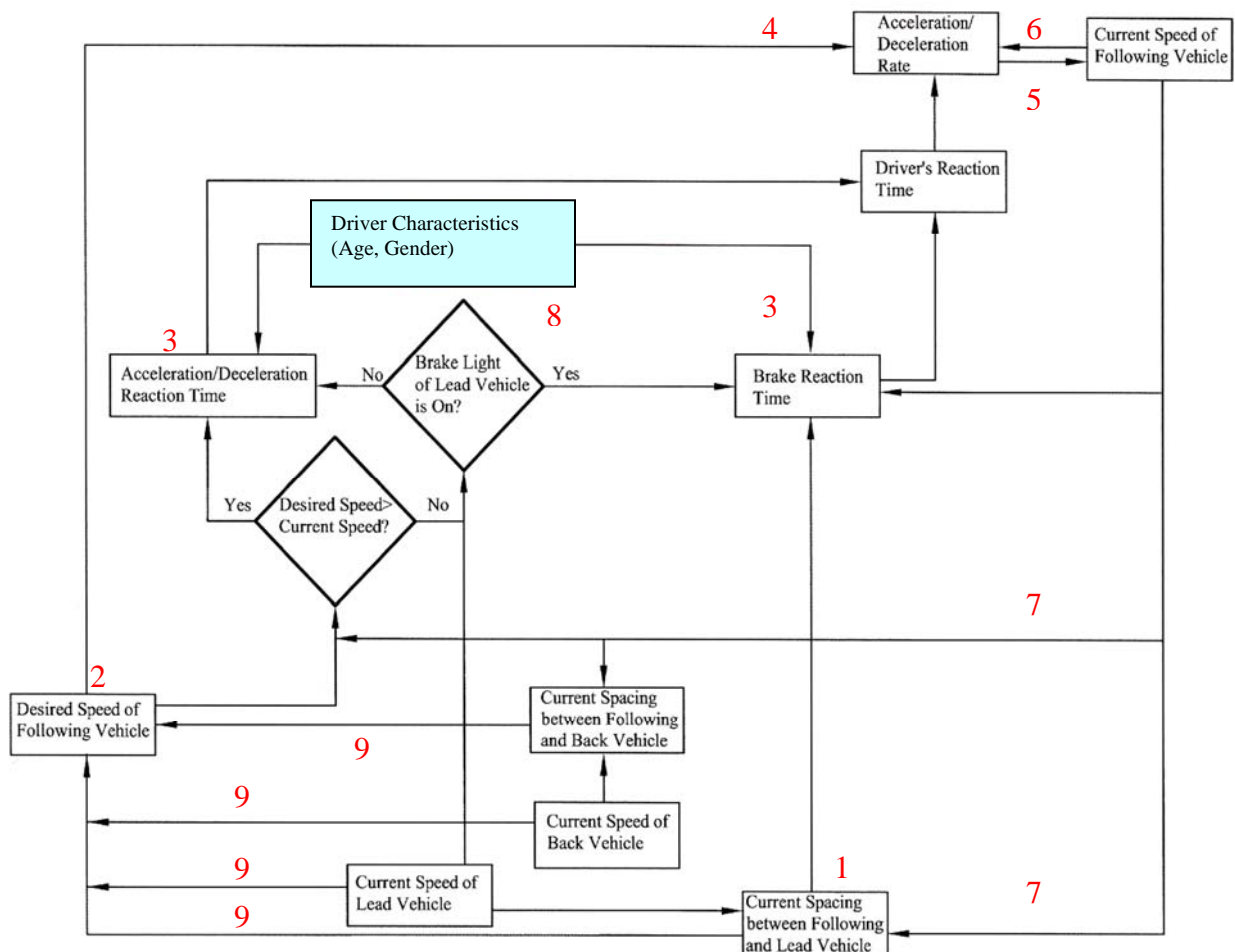 4
Acceleration/
Deceleration
Rate
6
Current Speed of
Following Vehicle
5
Driver's Reaction
Time
Driver Characteristics
(Age, Gender)
8
3
3
Acceleration/Deceleration
Reaction Time
No
Brake Light
of Lead Vehicle
is On?
Yes
Brake Reaction
Time
Yes
Desired Speed>
Current Speed?
No
7
2
Desired Speed of
Following Vehicle
9
Current Spacing
between Following
and Back Vehicle
9
Current Speed of
Back Vehicle
9
Current Speed of
Lead Vehicle
9
1
Current Spacing
between Following
and Lead Vehicle
7